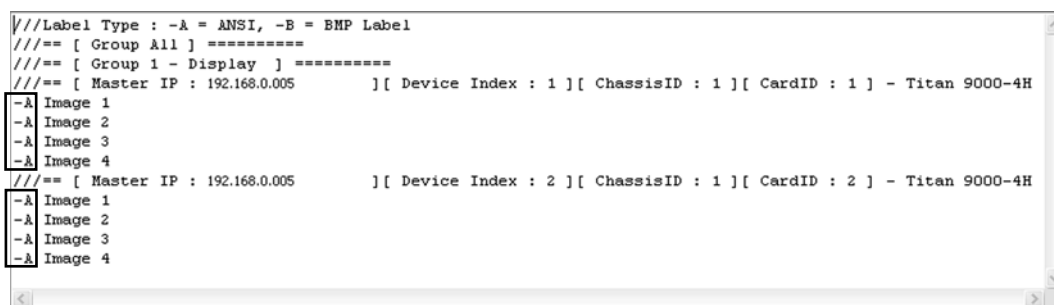 ///Label Type : -A = ANSI, -B = BMP Label
///== [ Group All ] ==========
///== [ Group 1 - Display  ] ==========
///== [ Master IP : 192.168.0.005          ][ Device Index : 1 ][ ChassisID : 1 ][ CardID : 1 ] - Titan 9000-4H
-A Image 1
-A Image 2
-A Image 3
-A Image 4
///== [ Master IP : 192.168.0.005          ][ Device Index : 2 ][ ChassisID : 1 ][ CardID : 2 ] - Titan 9000-4H
-A Image 1
-A Image 2
-A Image 3
-A Image 4